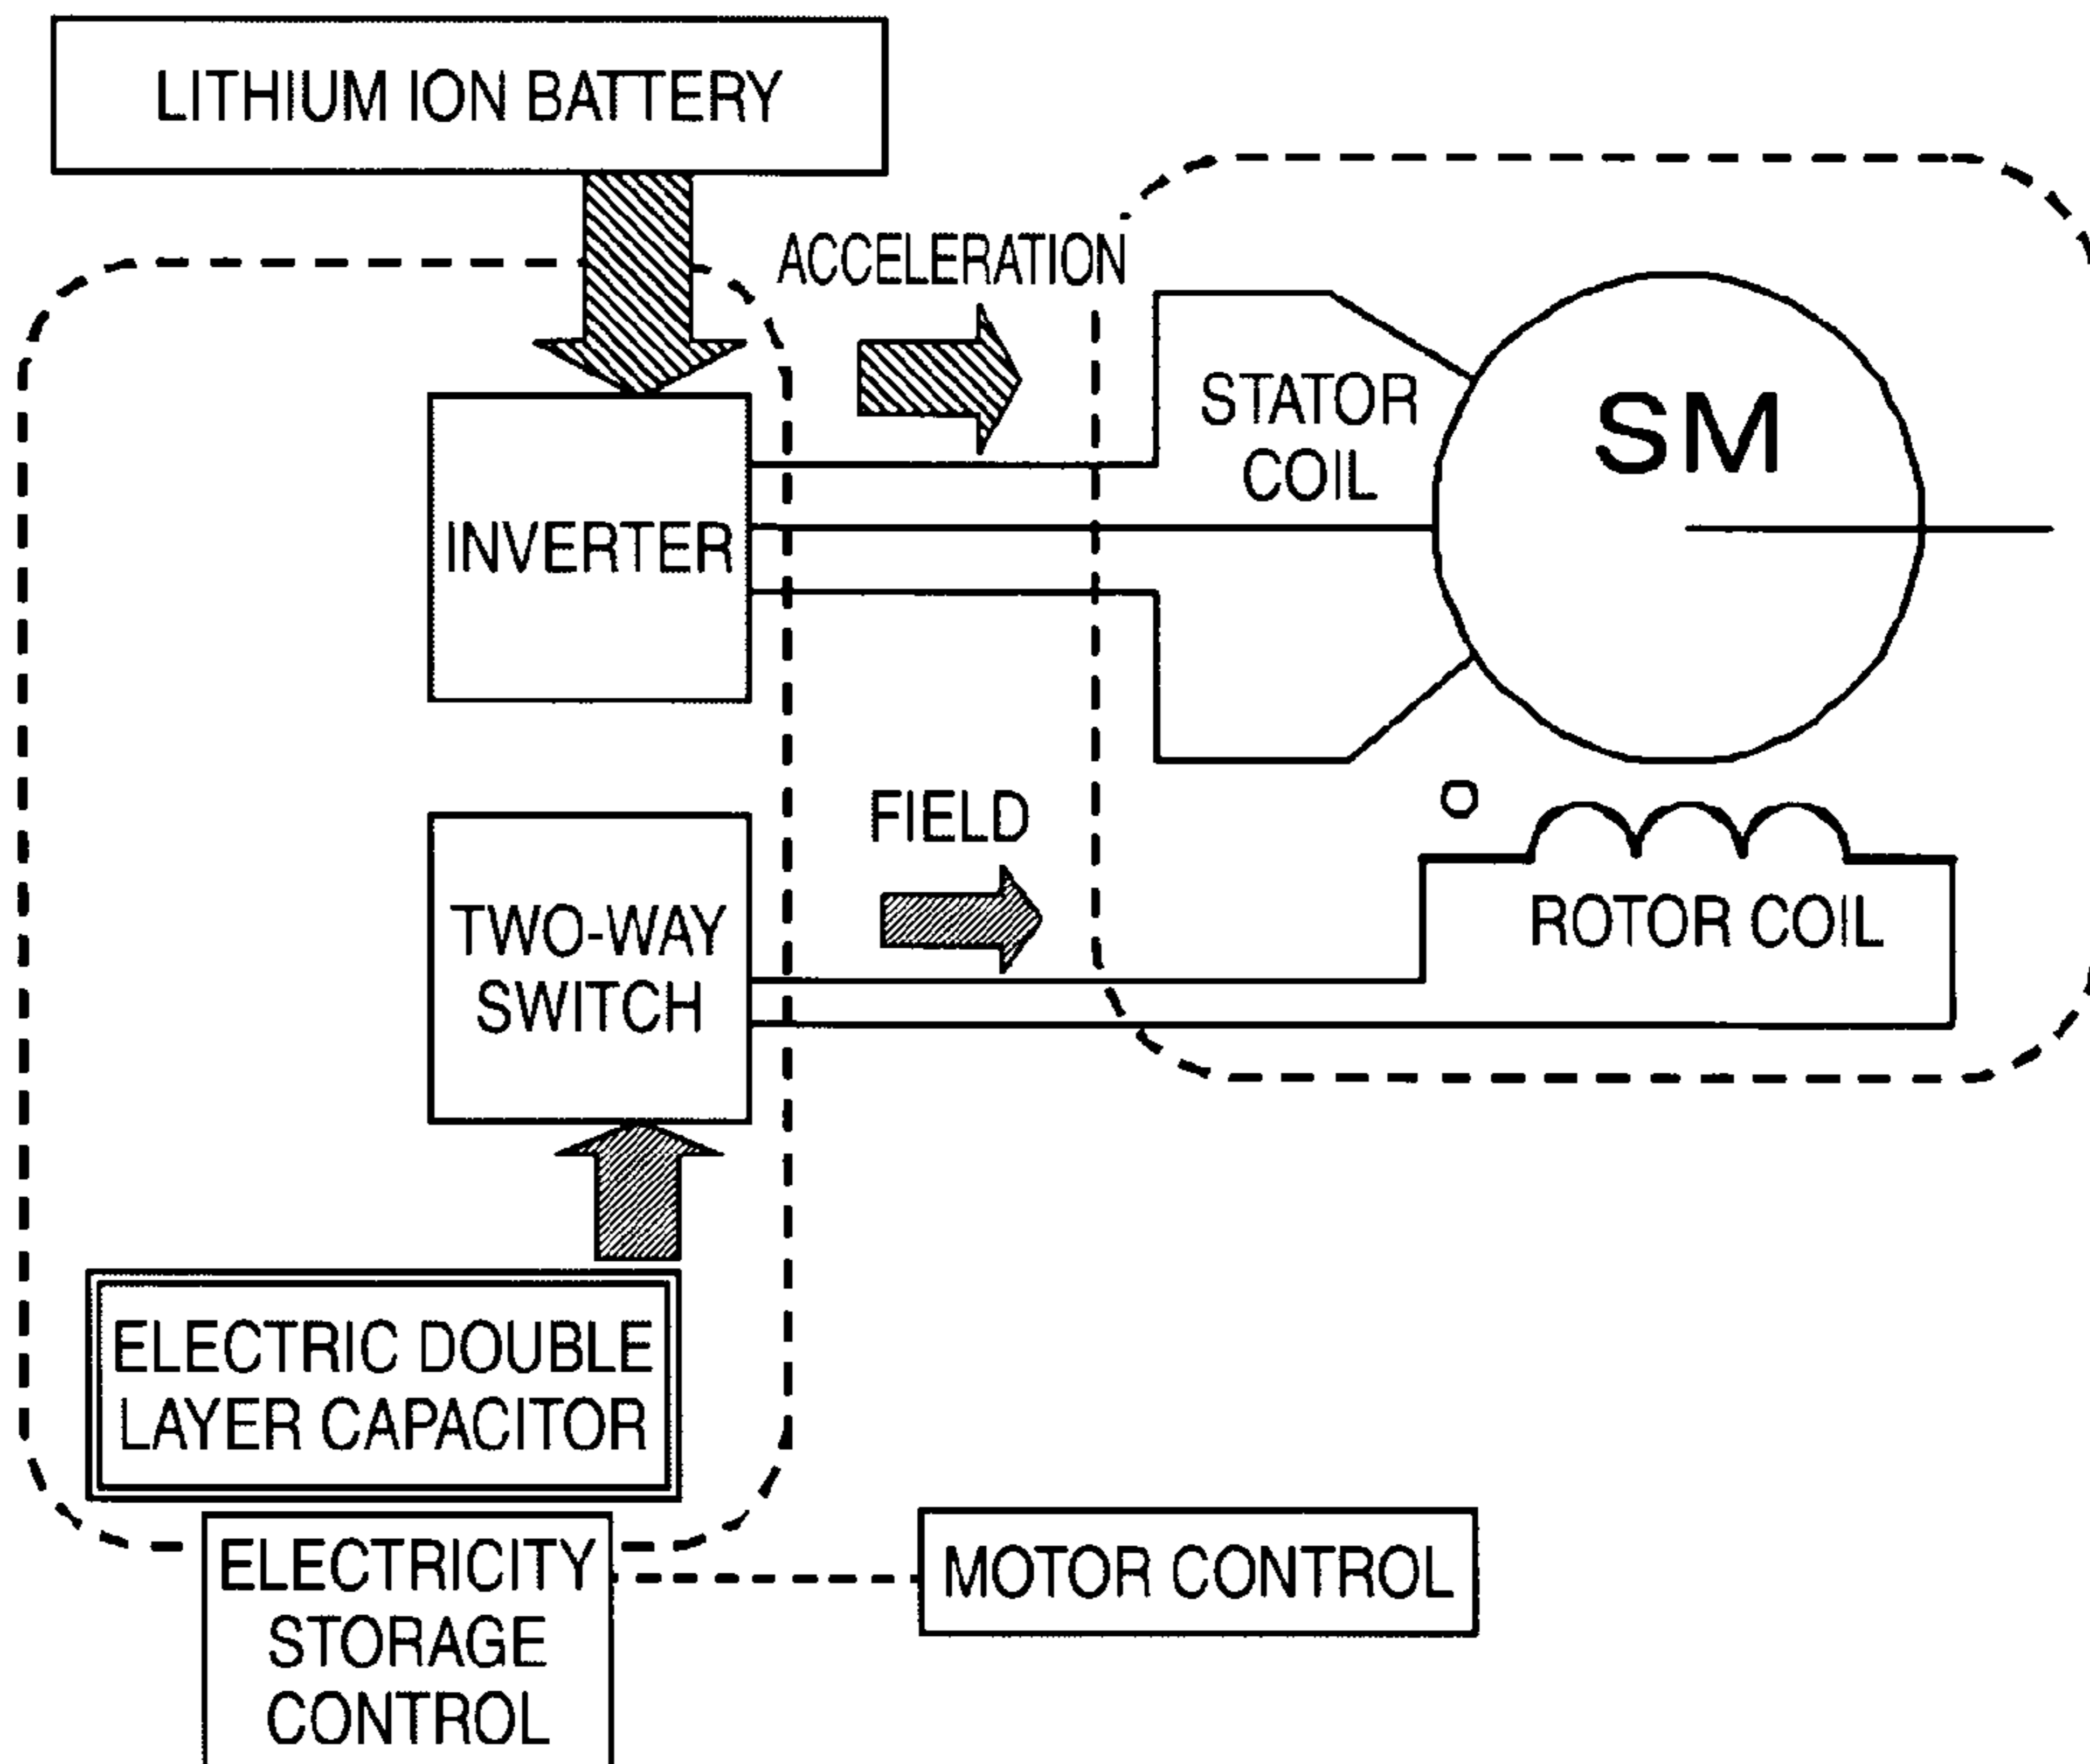 LITHIUM ION BATTERY
ACCELERATION
STATOR
COIL
SM
INVERTER
FIELD
TWO-WAY
SWITCH
ROTOR COIL
ELECTRIC DOUBLE
LAYER CAPACITOR
ELECTRICITY
STORAGE
CONTROL
MOTOR CONTROL